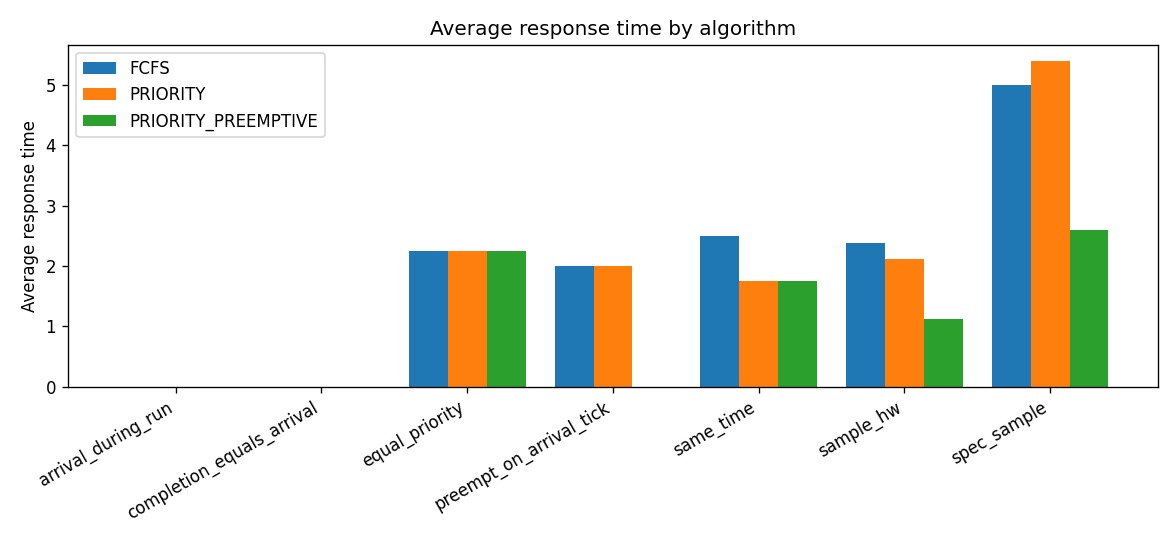 Average response time by algorithm
FCFS
PRIORITY
PRIORITY_PREEMPTIVE
Average response time
5
4
3
2
1
0
arrival_during_run
completion_equals_arrival
equal_priority
preempt_on_arrival_tick
same_time
sample_hw
spec_sample